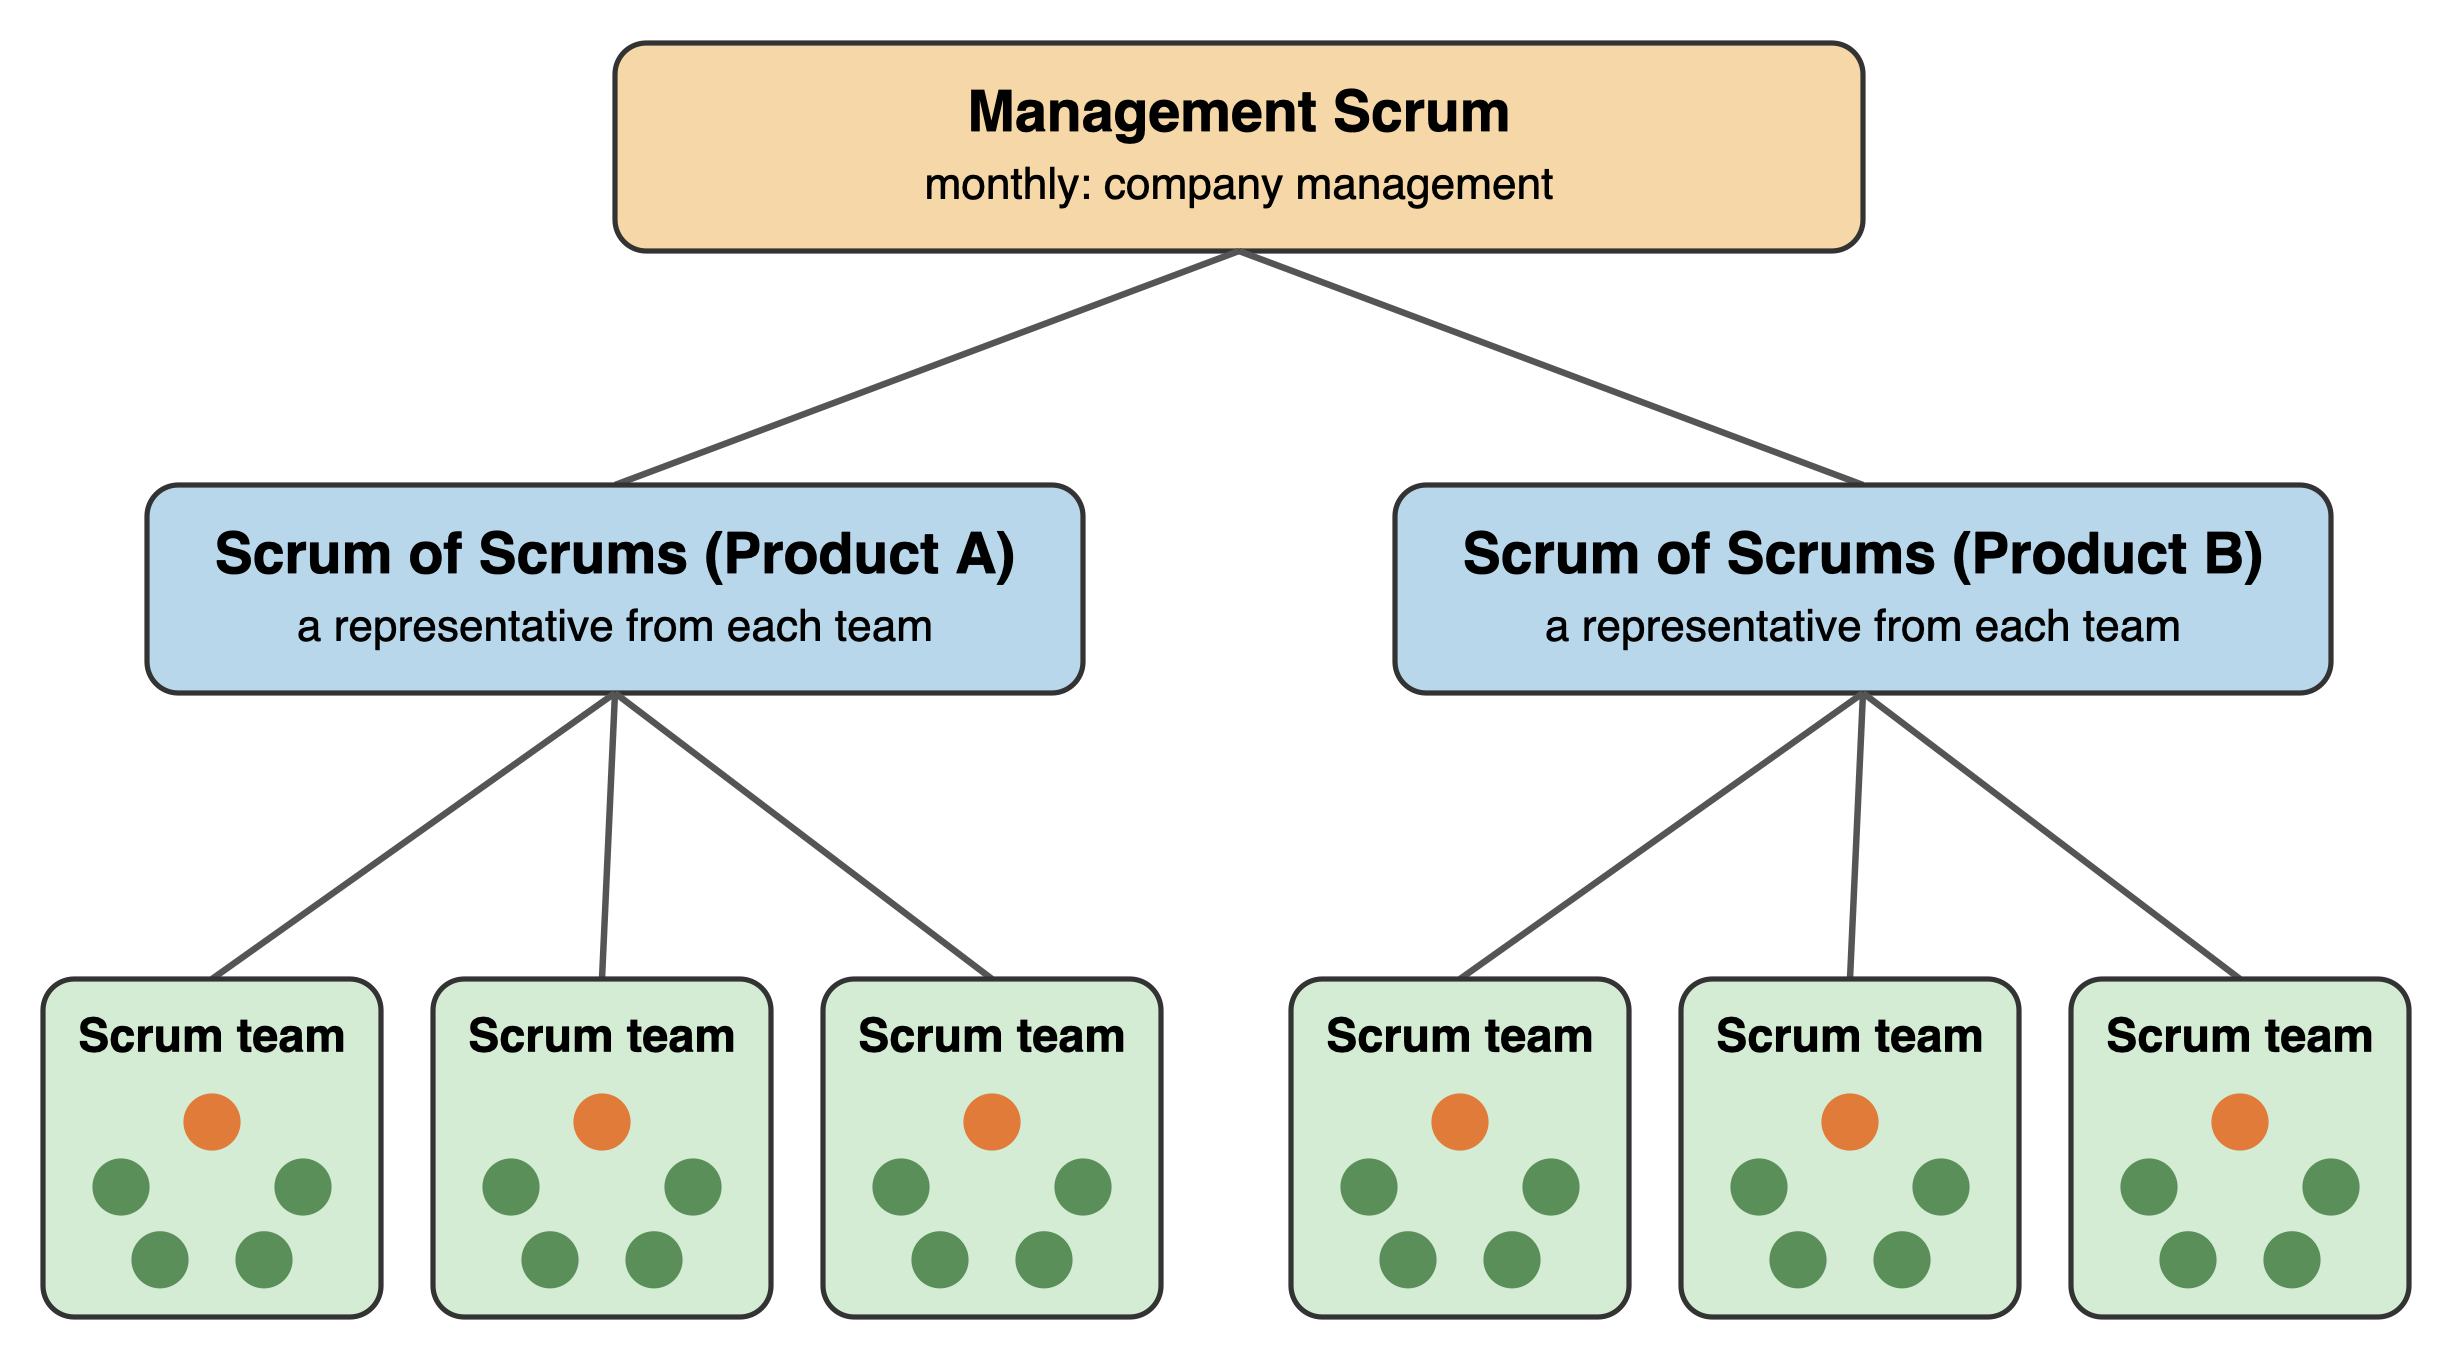 Management Scrum
monthly: company management
Scrum of Scrums (Product A)
a representative from each team
Scrum of Scrums (Product B)
a representative from each team
Scrum team
Scrum team
Scrum team
Scrum team
Scrum team
Scrum team